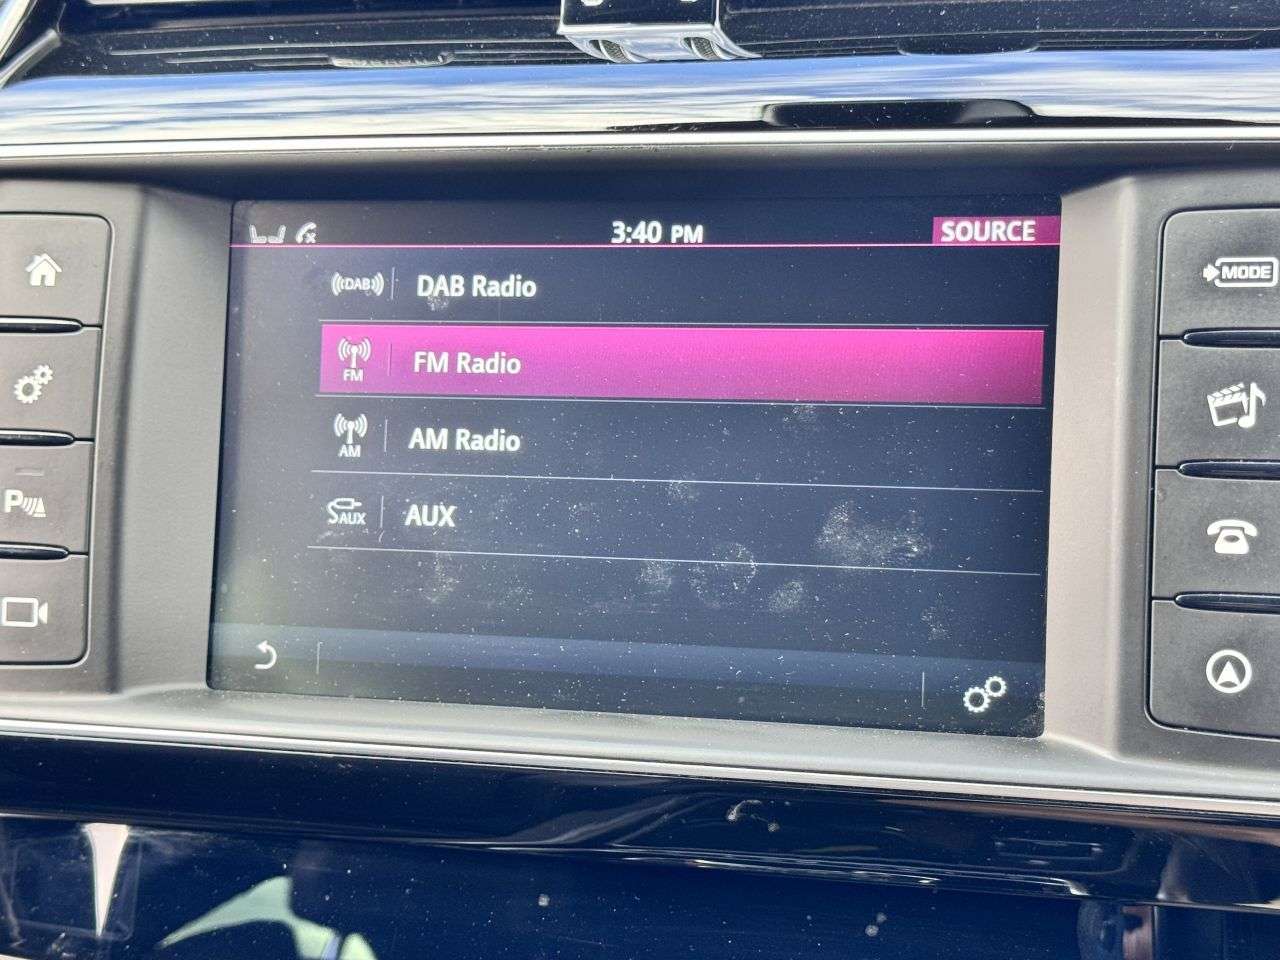 3:40 PM
SOURCE
DAB
DAB Radio
FM
FM Radio
AM
AM Radio
AUX
AUX
MODE
P